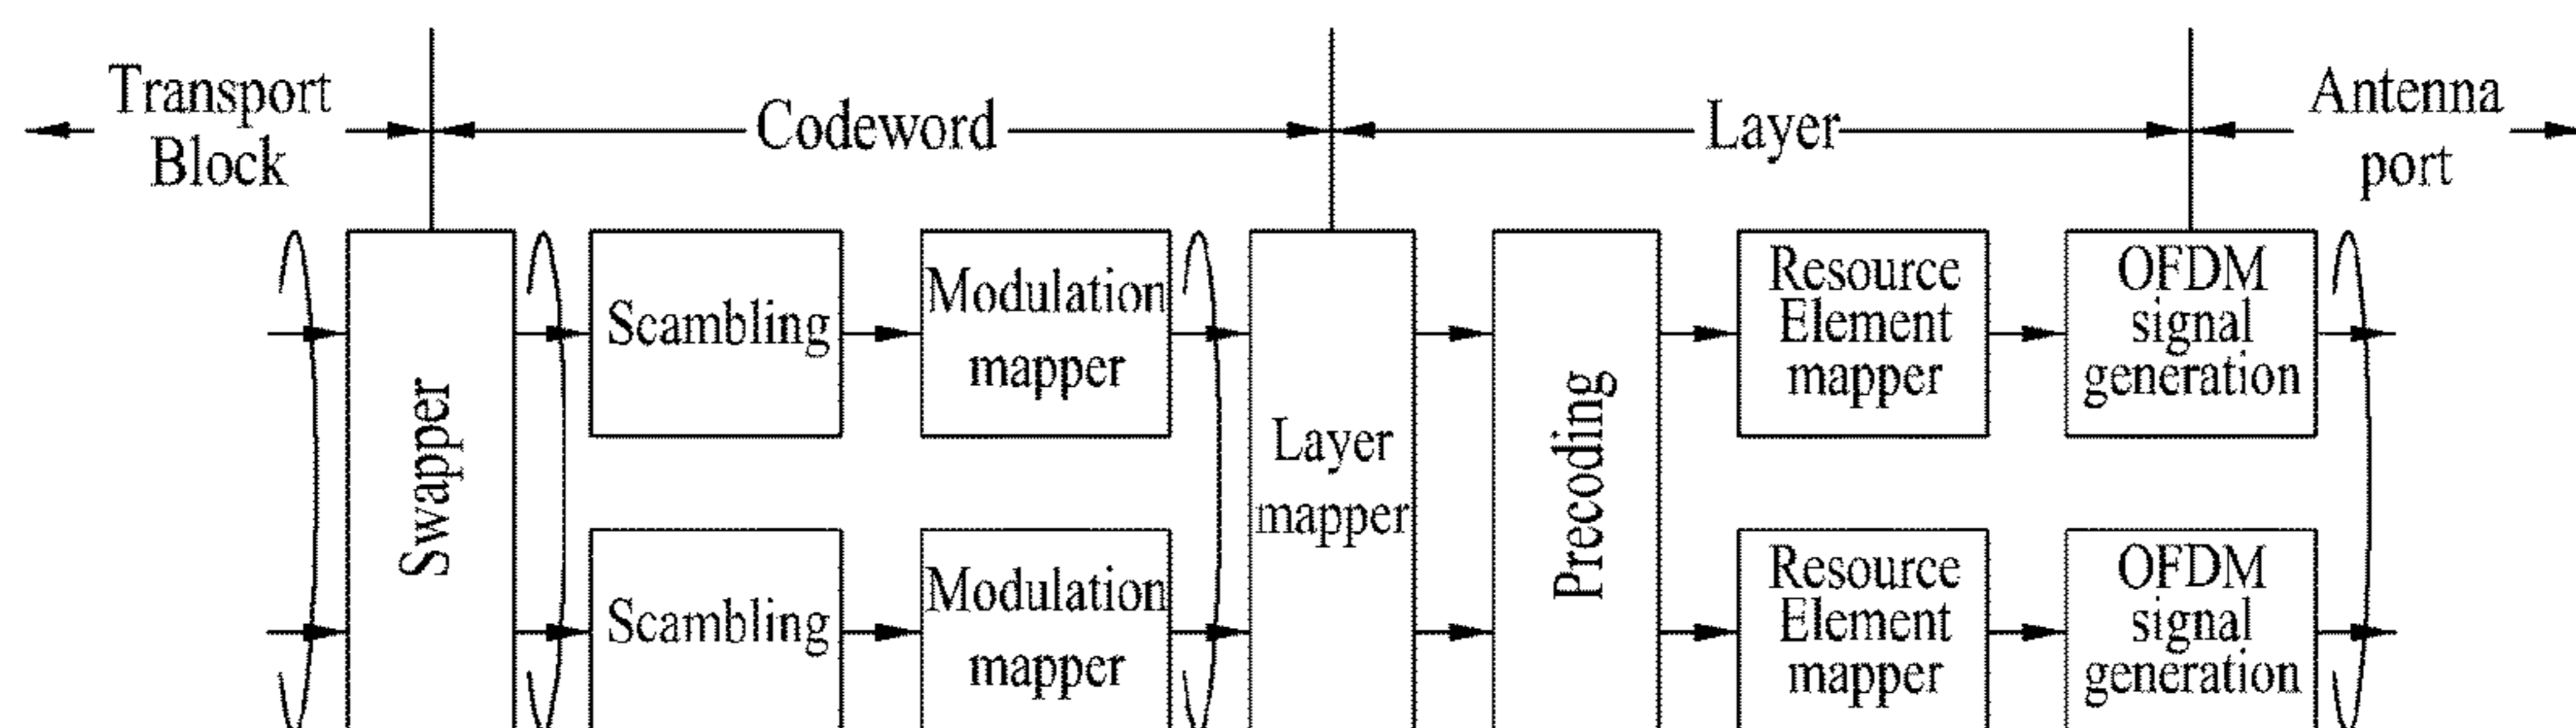 Transport
Block
Codeword
Layer
Antenna
port
Swapper
Scambling
Modulation
mapper
Layer
mapper
Precoding
Resource
Element
mapper
OFDM
signal
generation
Scambling
Modulation
mapper
Resource
Element
mapper
OFDM
signal
generation